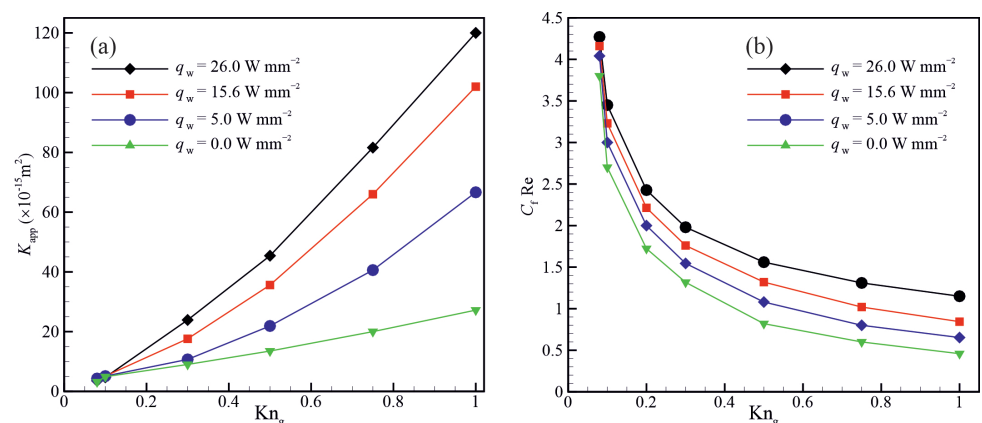 120
100
80
60
40
20
0
K_app (×10⁻¹⁵m²)
(a)
q_w = 26.0 W mm⁻²
q_w = 15.6 W mm⁻²
q_w = 5.0 W mm⁻²
q_w = 0.0 W mm⁻²
0 0.2 0.4 0.6 0.8 1
Kn_g
4.5
4
3.5
3
2.5
2
1.5
1
0.5
0
C_f Re
(b)
q_w = 26.0 W mm⁻²
q_w = 15.6 W mm⁻²
q_w = 5.0 W mm⁻²
q_w = 0.0 W mm⁻²
0 0.2 0.4 0.6 0.8 1
Kn_g